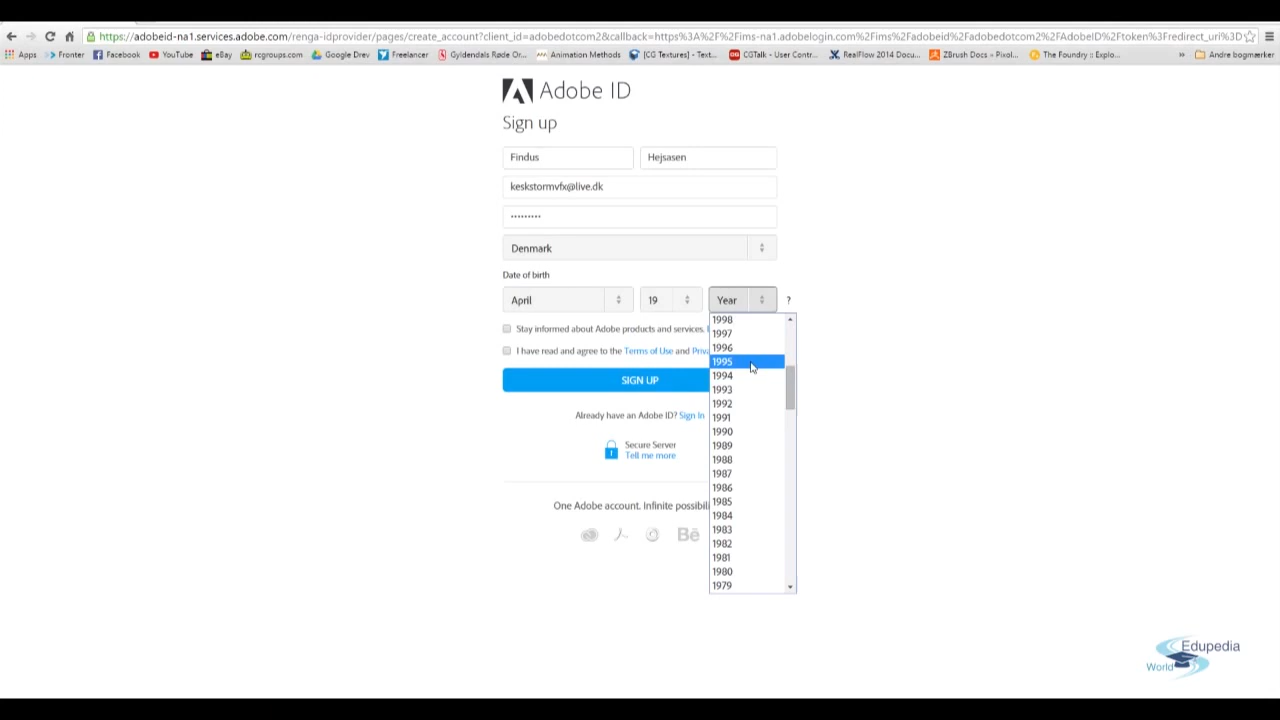 https://adobeid-na1.services.adobe.com/renga-idprovider/pages/create_account?client_id=adobedotcom2&callback=https%3A%2F%2Fims-na1.adobelogin.com%2Fims%2Fadobeid%2Fadobedotcom2%2FAdobeID%2Ftoken%3Fredirect_uri%3D
Apps Fronter Facebook YouTube eBay rcgroups.com Google Drev Freelancer Gyldendals Røde Or... Animation Methods [CG Textures] - Text... CGTalk - User Contr... RealFlow 2014 Docu... ZBrush Docs » Pixol... The Foundry :: Explo... » Andre bogmærker
Adobe ID
Sign up
Findus Hejsasen
keskstormvfx@live.dk
•••••••••
Denmark
Date of birth
April 19 Year ?
1998
Stay informed about Adobe products and services.
1997
1996
I have read and agree to the Terms of Use and Priva
1995
1994
SIGN UP
1993
1992
Already have an Adobe ID? Sign In
1991
1990
Secure Server
1989
Tell me more
1988
1987
1986
1985
One Adobe account. Infinite possibili
1984
1983
Bē
1982
1981
1980
1979
Edupedia
World